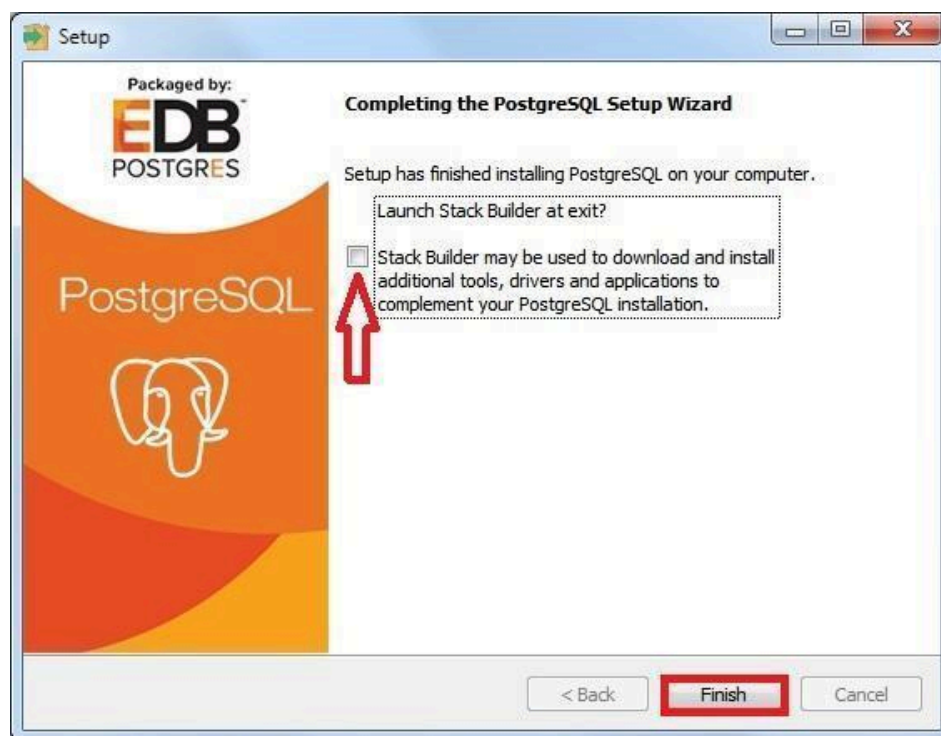 Setup
Packaged by:
EDB
POSTGRES
PostgreSQL
Completing the PostgreSQL Setup Wizard
Setup has finished installing PostgreSQL on your computer.
Launch Stack Builder at exit?
Stack Builder may be used to download and install
additional tools, drivers and applications to
complement your PostgreSQL installation.
< Back
Finish
Cancel